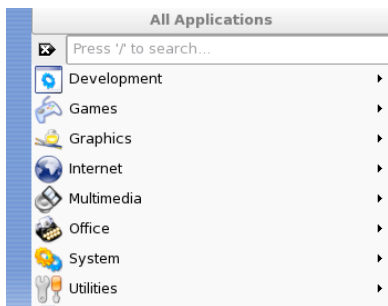 All Applications
Press '/' to search...
Development
Games
Graphics
Internet
Multimedia
Office
System
Utilities